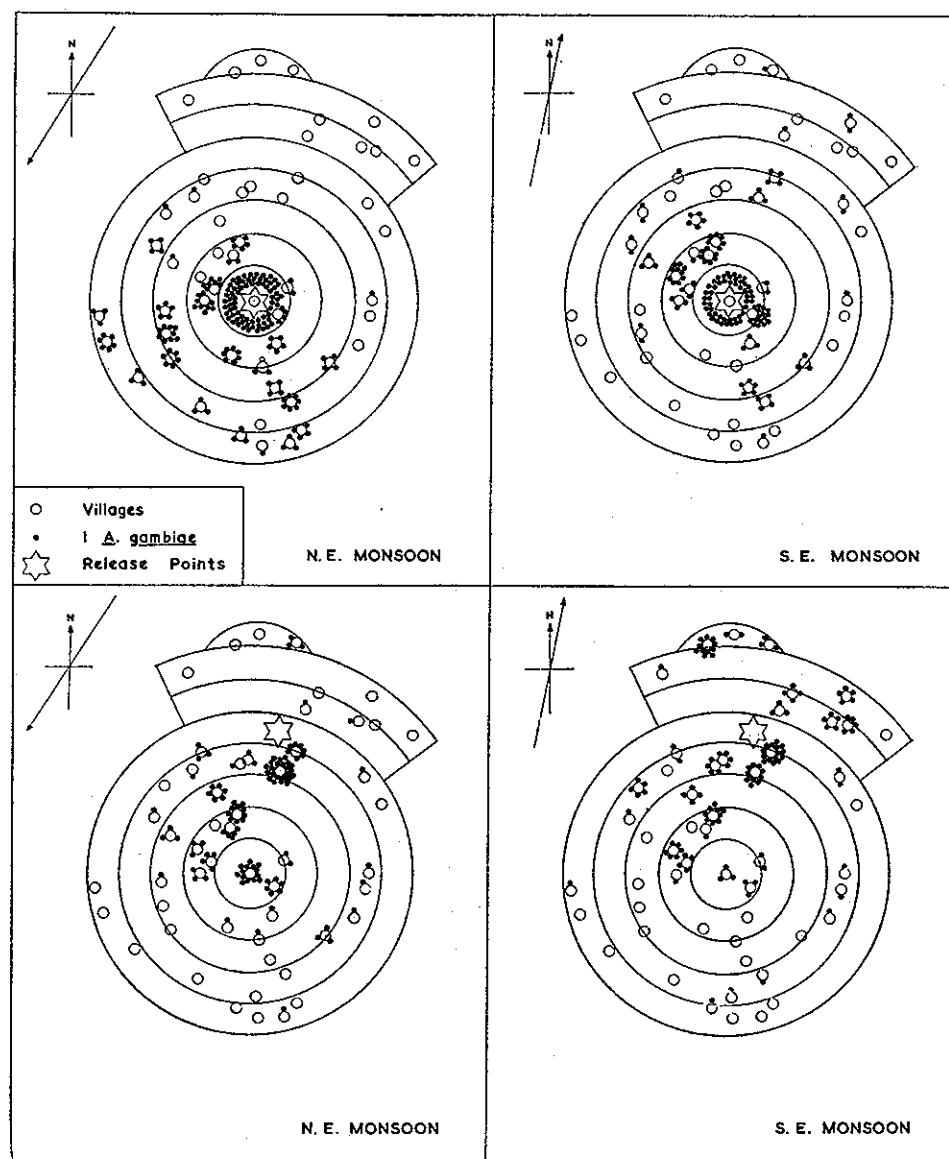 N
N
Villages
1 A. gambiae
Release Points
N. E. MONSOON
S. E. MONSOON
N
N
N. E. MONSOON
S. E. MONSOON